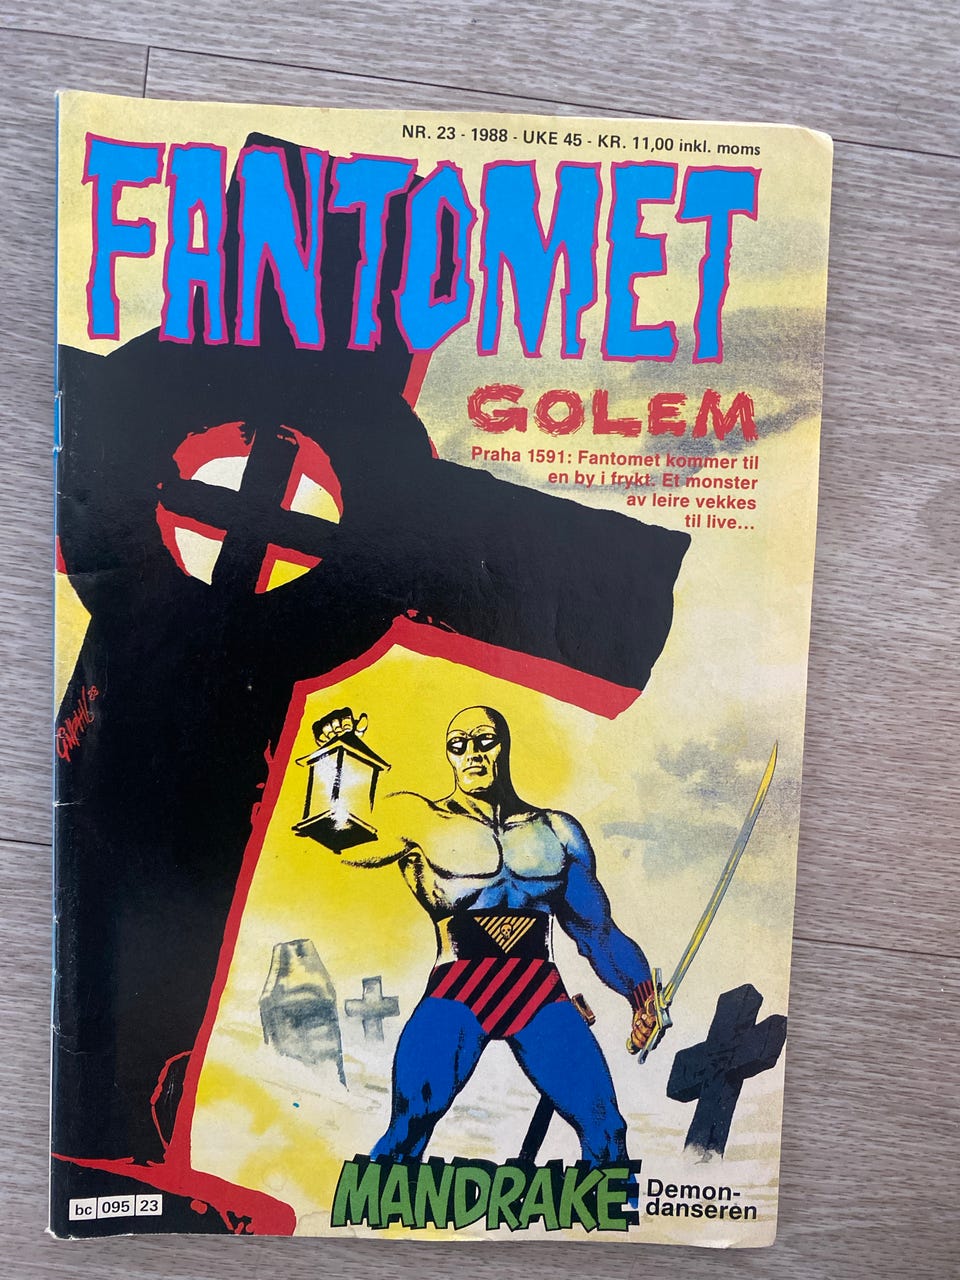 NR. 23 - 1988 - UKE 45 - KR. 11,00 inkl. moms
FANTOMET
GOLEM
Praha 1591: Fantomet kommer til
en by i frykt. Et monster
av leire vekkes
til live...
MANDRAKE
Demon-
danseren
bc 095 23